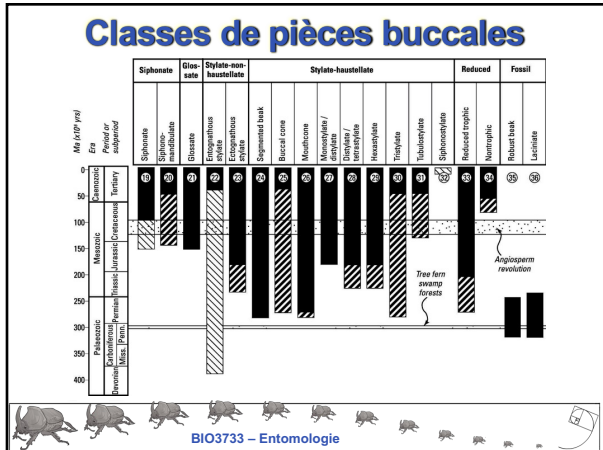 Classes de pièces buccales
Siphonate
Glos-
sate
Stylate-non-
haustellate
Stylate-haustellate
Reduced
Fossil
Ma (x10⁶ yrs)
Era
Period or
subperiod
Siphonate
Siphono-
mandibulate
Glossate
Entognathous
stylate
Ectognathous
stylate
Segmented beak
Buccal cone
Mouthcone
Monostylate /
distylate
Distylate /
tetrastylate
Hexastylate
Tristylate
Tubulostylate
Siphonostylate
Reduced trophic
Nontrophic
Robust beak
Laciniate
0
50
100
150
200
250
300
350
400
Caenozoic
Mesozoic
Palaeozoic
Tertiary
Cretaceous
Jurassic
Triassic
Permian
Carboniferous
Penn.
Miss.
Devonian
19
20
21
22
23
24
25
26
27
28
29
30
31
32
33
34
35
36
Angiosperm
revolution
Tree fern
swamp
forests
BIO3733 – Entomologie